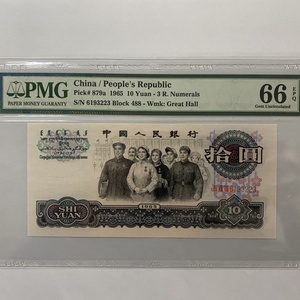 PMG
PAPER MONEY GUARANTY
China / People's Republic
Pick# 879a 1965 10 Yuan - 3 R. Numerals
S/N 6193223 Block 488 - Wmk: Great Hall
66 EPQ
Gem Uncirculated
中國人民銀行
拾圓
1965
SHI YUAN
10